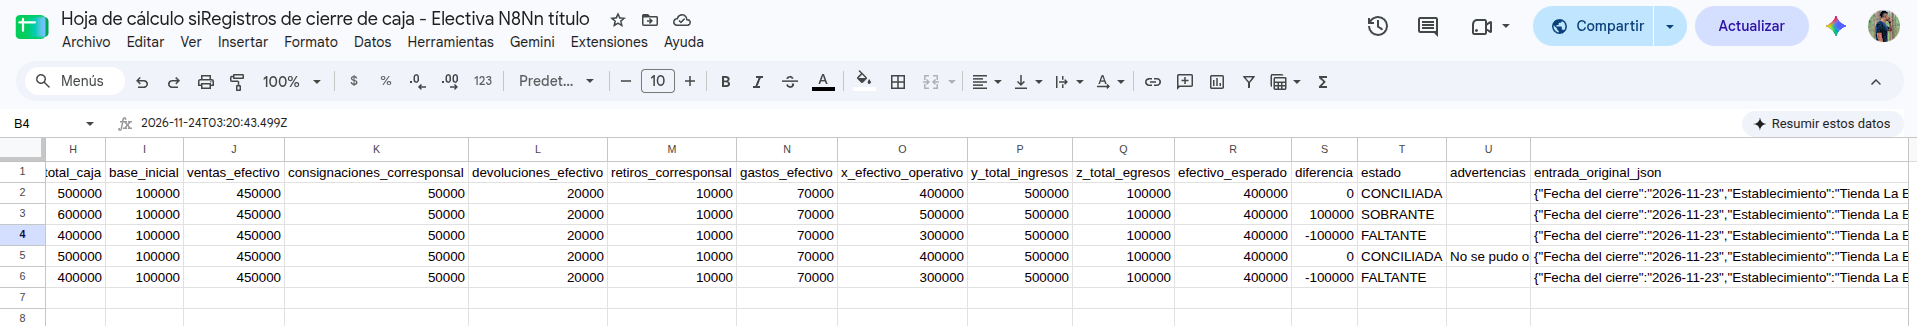 Hoja de cálculo siRegistros de cierre de caja - Electiva N8Nn título
Archivo Editar Ver Insertar Formato Datos Herramientas Gemini Extensiones Ayuda
Compartir
Actualizar
Menús 100% $ % .0 .00 123 Predet... − 10 + B I A Σ
B4 fx 2026-11-24T03:20:43.499Z
Resumir estos datos
H I J K L M N O P Q R S T U
1 total_caja base_inicial ventas_efectivo consignaciones_corresponsal devoluciones_efectivo retiros_corresponsal gastos_efectivo x_efectivo_operativo y_total_ingresos z_total_egresos efectivo_esperado diferencia estado advertencias entrada_original_json
2 500000 100000 450000 50000 20000 10000 70000 400000 500000 100000 400000 0 CONCILIADA {"Fecha del cierre":"2026-11-23","Establecimiento":"Tienda La E
3 600000 100000 450000 50000 20000 10000 70000 500000 500000 100000 400000 100000 SOBRANTE {"Fecha del cierre":"2026-11-23","Establecimiento":"Tienda La E
4 400000 100000 450000 50000 20000 10000 70000 300000 500000 100000 400000 -100000 FALTANTE {"Fecha del cierre":"2026-11-23","Establecimiento":"Tienda La E
5 500000 100000 450000 50000 20000 10000 70000 400000 500000 100000 400000 0 CONCILIADA No se pudo o {"Fecha del cierre":"2026-11-23","Establecimiento":"Tienda La E
6 400000 100000 450000 50000 20000 10000 70000 300000 500000 100000 400000 -100000 FALTANTE {"Fecha del cierre":"2026-11-23","Establecimiento":"Tienda La E
7
8